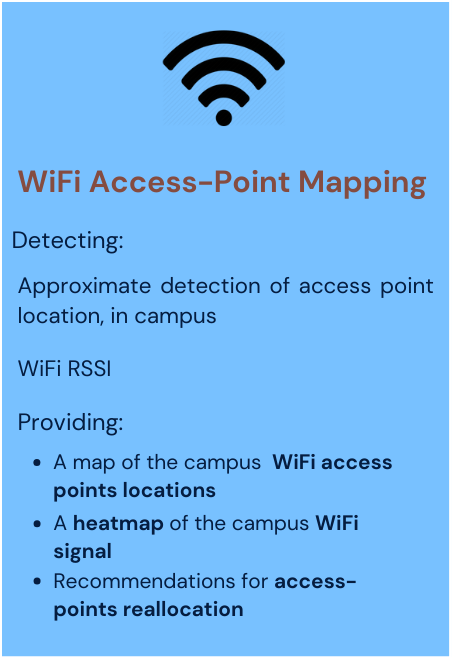 WiFi Access-Point Mapping
Detecting:
Approximate detection of access point
location, in campus
WiFi RSSI
Providing:
• A map of the campus WiFi access
points locations
• A heatmap of the campus WiFi
signal
• Recommendations for access-
points reallocation